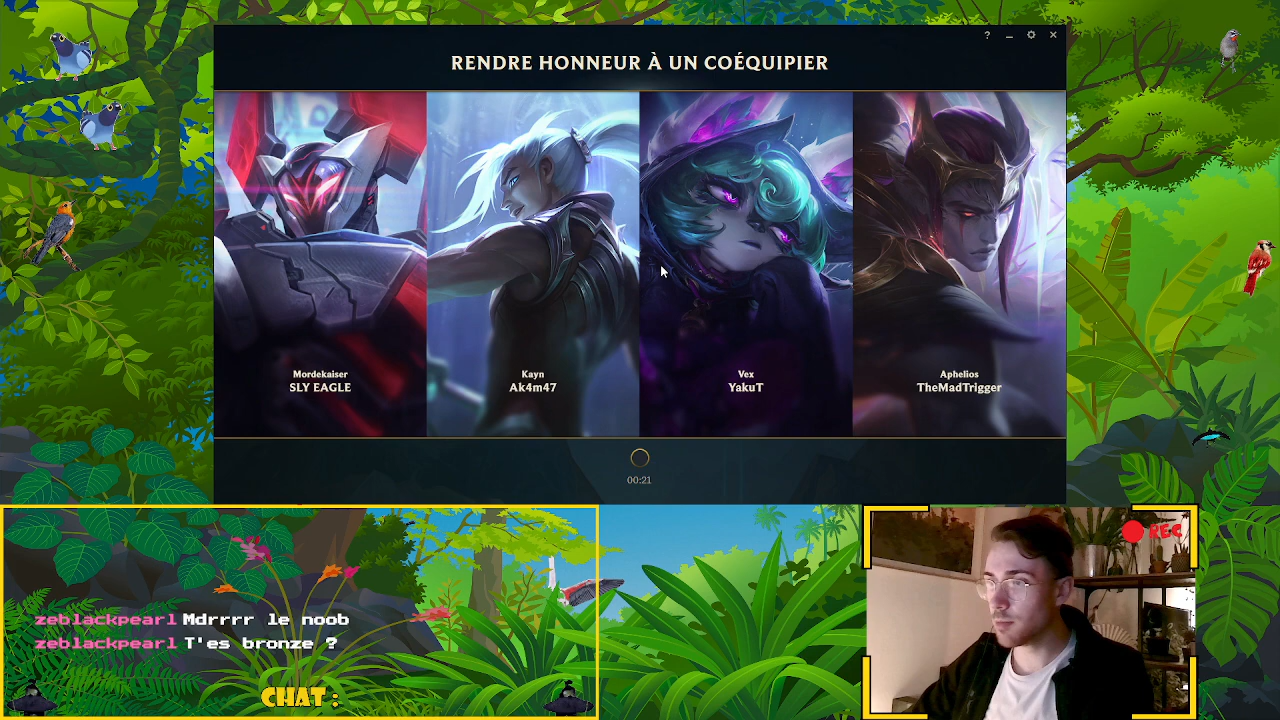 RENDRE HONNEUR À UN COÉQUIPIER
Mordekaiser
SLY EAGLE
Kayn
Ak4m47
Vex
YakuT
Aphelios
TheMadTrigger
00:21
REC
zeblackpearl Mdrrrr le noob
zeblackpearl T'es bronze ?
CHAT :